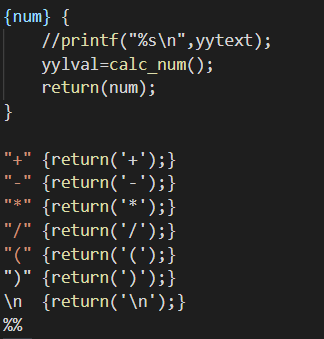 {num} {
    //printf("%s\n",yytext);
    yylval=calc_num();
    return(num);
}

"+" {return('+');}
"-" {return('-');}
"*" {return('*');}
"/" {return('/');}
"(" {return('(');}
")" {return(')');}
\n  {return('\n');}
%%